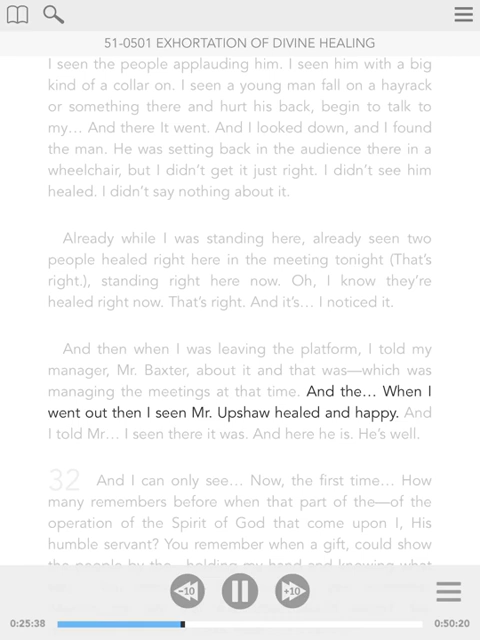 51-0501 EXHORTATION OF DIVINE HEALING
I seen the people applauding him. I seen him with a big
kind of a collar on. I seen a young man fall on a hayrack
or something there and hurt his back, begin to talk to
my… And there It went. And I looked down, and I found
the man. He was setting back in the audience there in a
wheelchair, but I didn't get it just right. I didn't see him
healed. I didn't say nothing about it.
Already while I was standing here, already seen two
people healed right here in the meeting tonight (That's
right.), standing right here now. Oh, I know they're
healed right now. That's right. And it's… I noticed it.
And then when I was leaving the platform, I told my
manager, Mr. Baxter, about it and that was—which was
managing the meetings at that time. And the… When I
went out then I seen Mr. Upshaw healed and happy. And
I told Mr… I seen there it was. And here he is. He's well.
32 And I can only see… Now, the first time… How
many remembers before when that part of the—of the
operation of the Spirit of God that come upon I, His
humble servant? You remember when a gift, could show
the people by the—holding my hand and knowing what
-10
+10
0:25:38
0:50:20